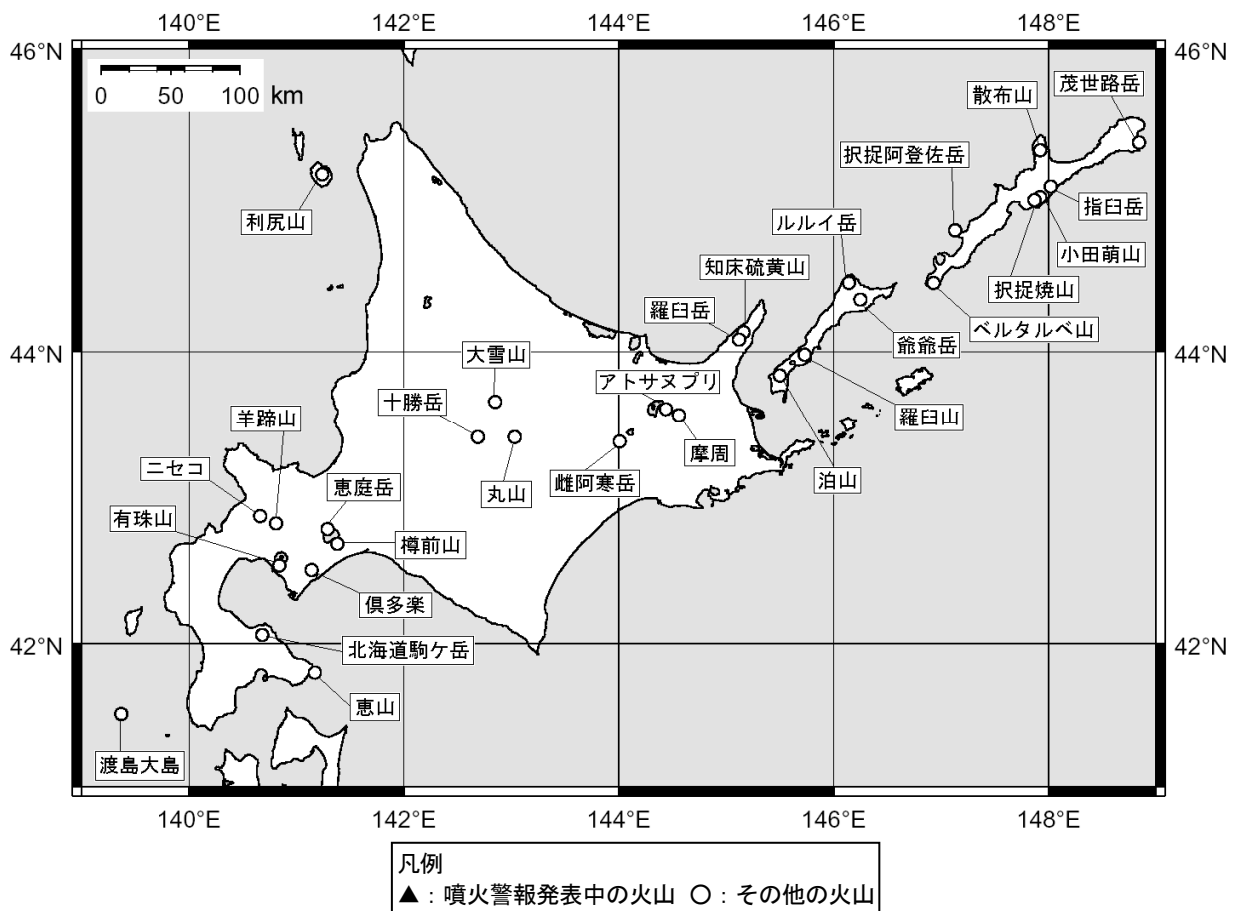 140°E 142°E 144°E 146°E 148°E
46°N 46°N
0 50 100 km
茂世路岳
散布山
択捉阿登佐岳
利尻山
指臼岳
ルルイ岳
小田萌山
知床硫黄山
択捉焼山
羅臼岳
ベルタルベ山
44°N 44°N
爺爺岳
大雪山
アトサヌプリ
十勝岳
羊蹄山
羅臼山
摩周
ニセコ
泊山
雌阿寒岳
恵庭岳
丸山
有珠山
樽前山
倶多楽
42°N 42°N
北海道駒ケ岳
恵山
渡島大島
140°E 142°E 144°E 146°E 148°E
凡例
▲：噴火警報発表中の火山 ○：その他の火山